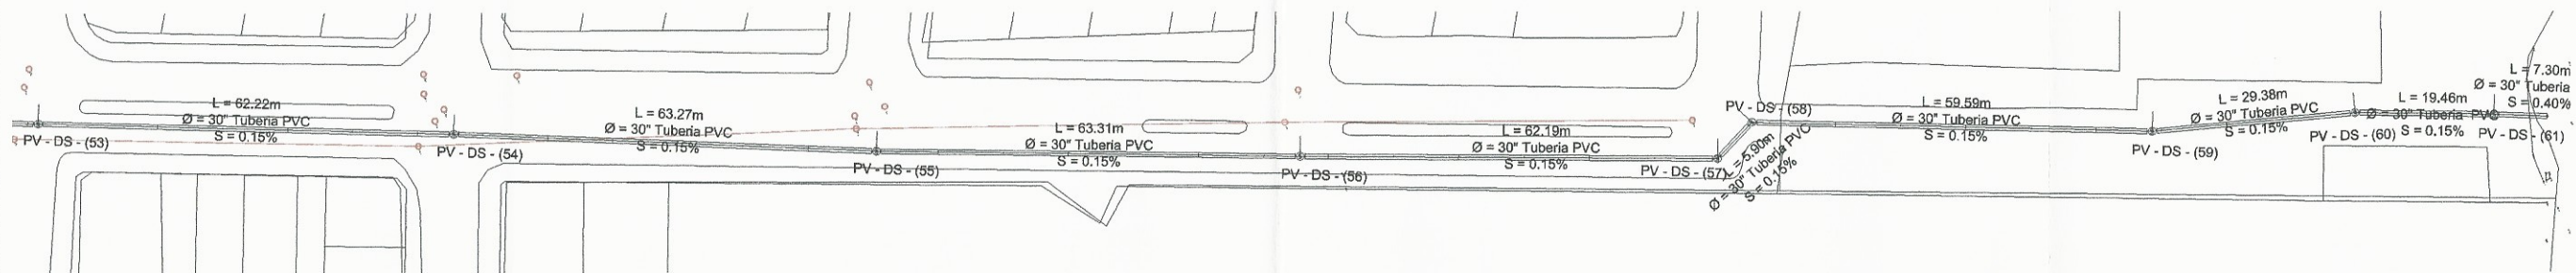 PV - DS - (53)
L = 62.22m
Ø = 30" Tuberia PVC
S = 0.15%
PV - DS - (54)
L = 63.27m
Ø = 30" Tuberia PVC
S = 0.15%
PV - DS - (55)
L = 63.31m
Ø = 30" Tuberia PVC
S = 0.15%
PV - DS - (56)
L = 62.19m
Ø = 30" Tuberia PVC
S = 0.15%
PV - DS - (57)
L = 5.90m
Ø = 30" Tuberia PVC
S = 0.15%
PV - DS - (58)
L = 59.59m
Ø = 30" Tuberia PVC
S = 0.15%
PV - DS - (59)
L = 29.38m
Ø = 30" Tuberia PVC
S = 0.15%
PV - DS - (60)
L = 19.46m
Ø = 30" Tuberia PVC
S = 0.15%
PV - DS - (61)
L = 7.30m
Ø = 30" Tuberia
S = 0.40%